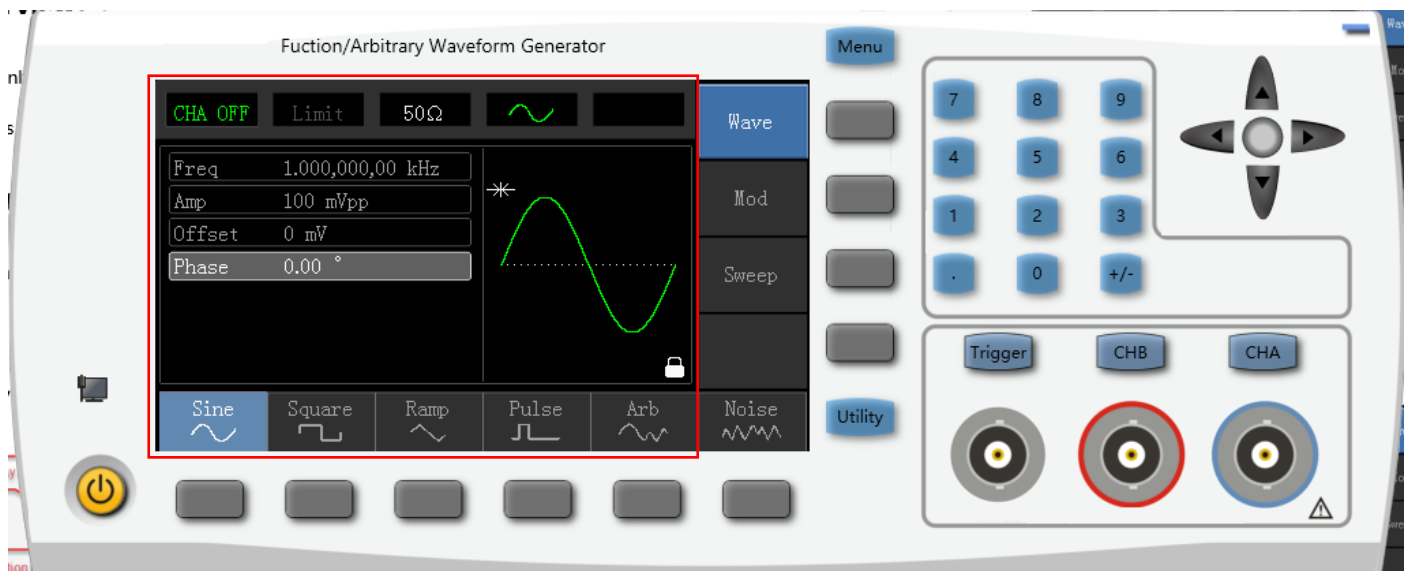 Fuction/Arbitrary Waveform Generator
Menu
CHA OFF
Limit
50Ω
Wave
Freq 1.000,000,00 kHz
Amp 100 mVpp
Offset 0 mV
Phase 0.00 °
Mod
Sweep
Sine
Square
Ramp
Pulse
Arb
Noise
Utility
7 8 9
4 5 6
1 2 3
. 0 +/-
Trigger
CHB
CHA